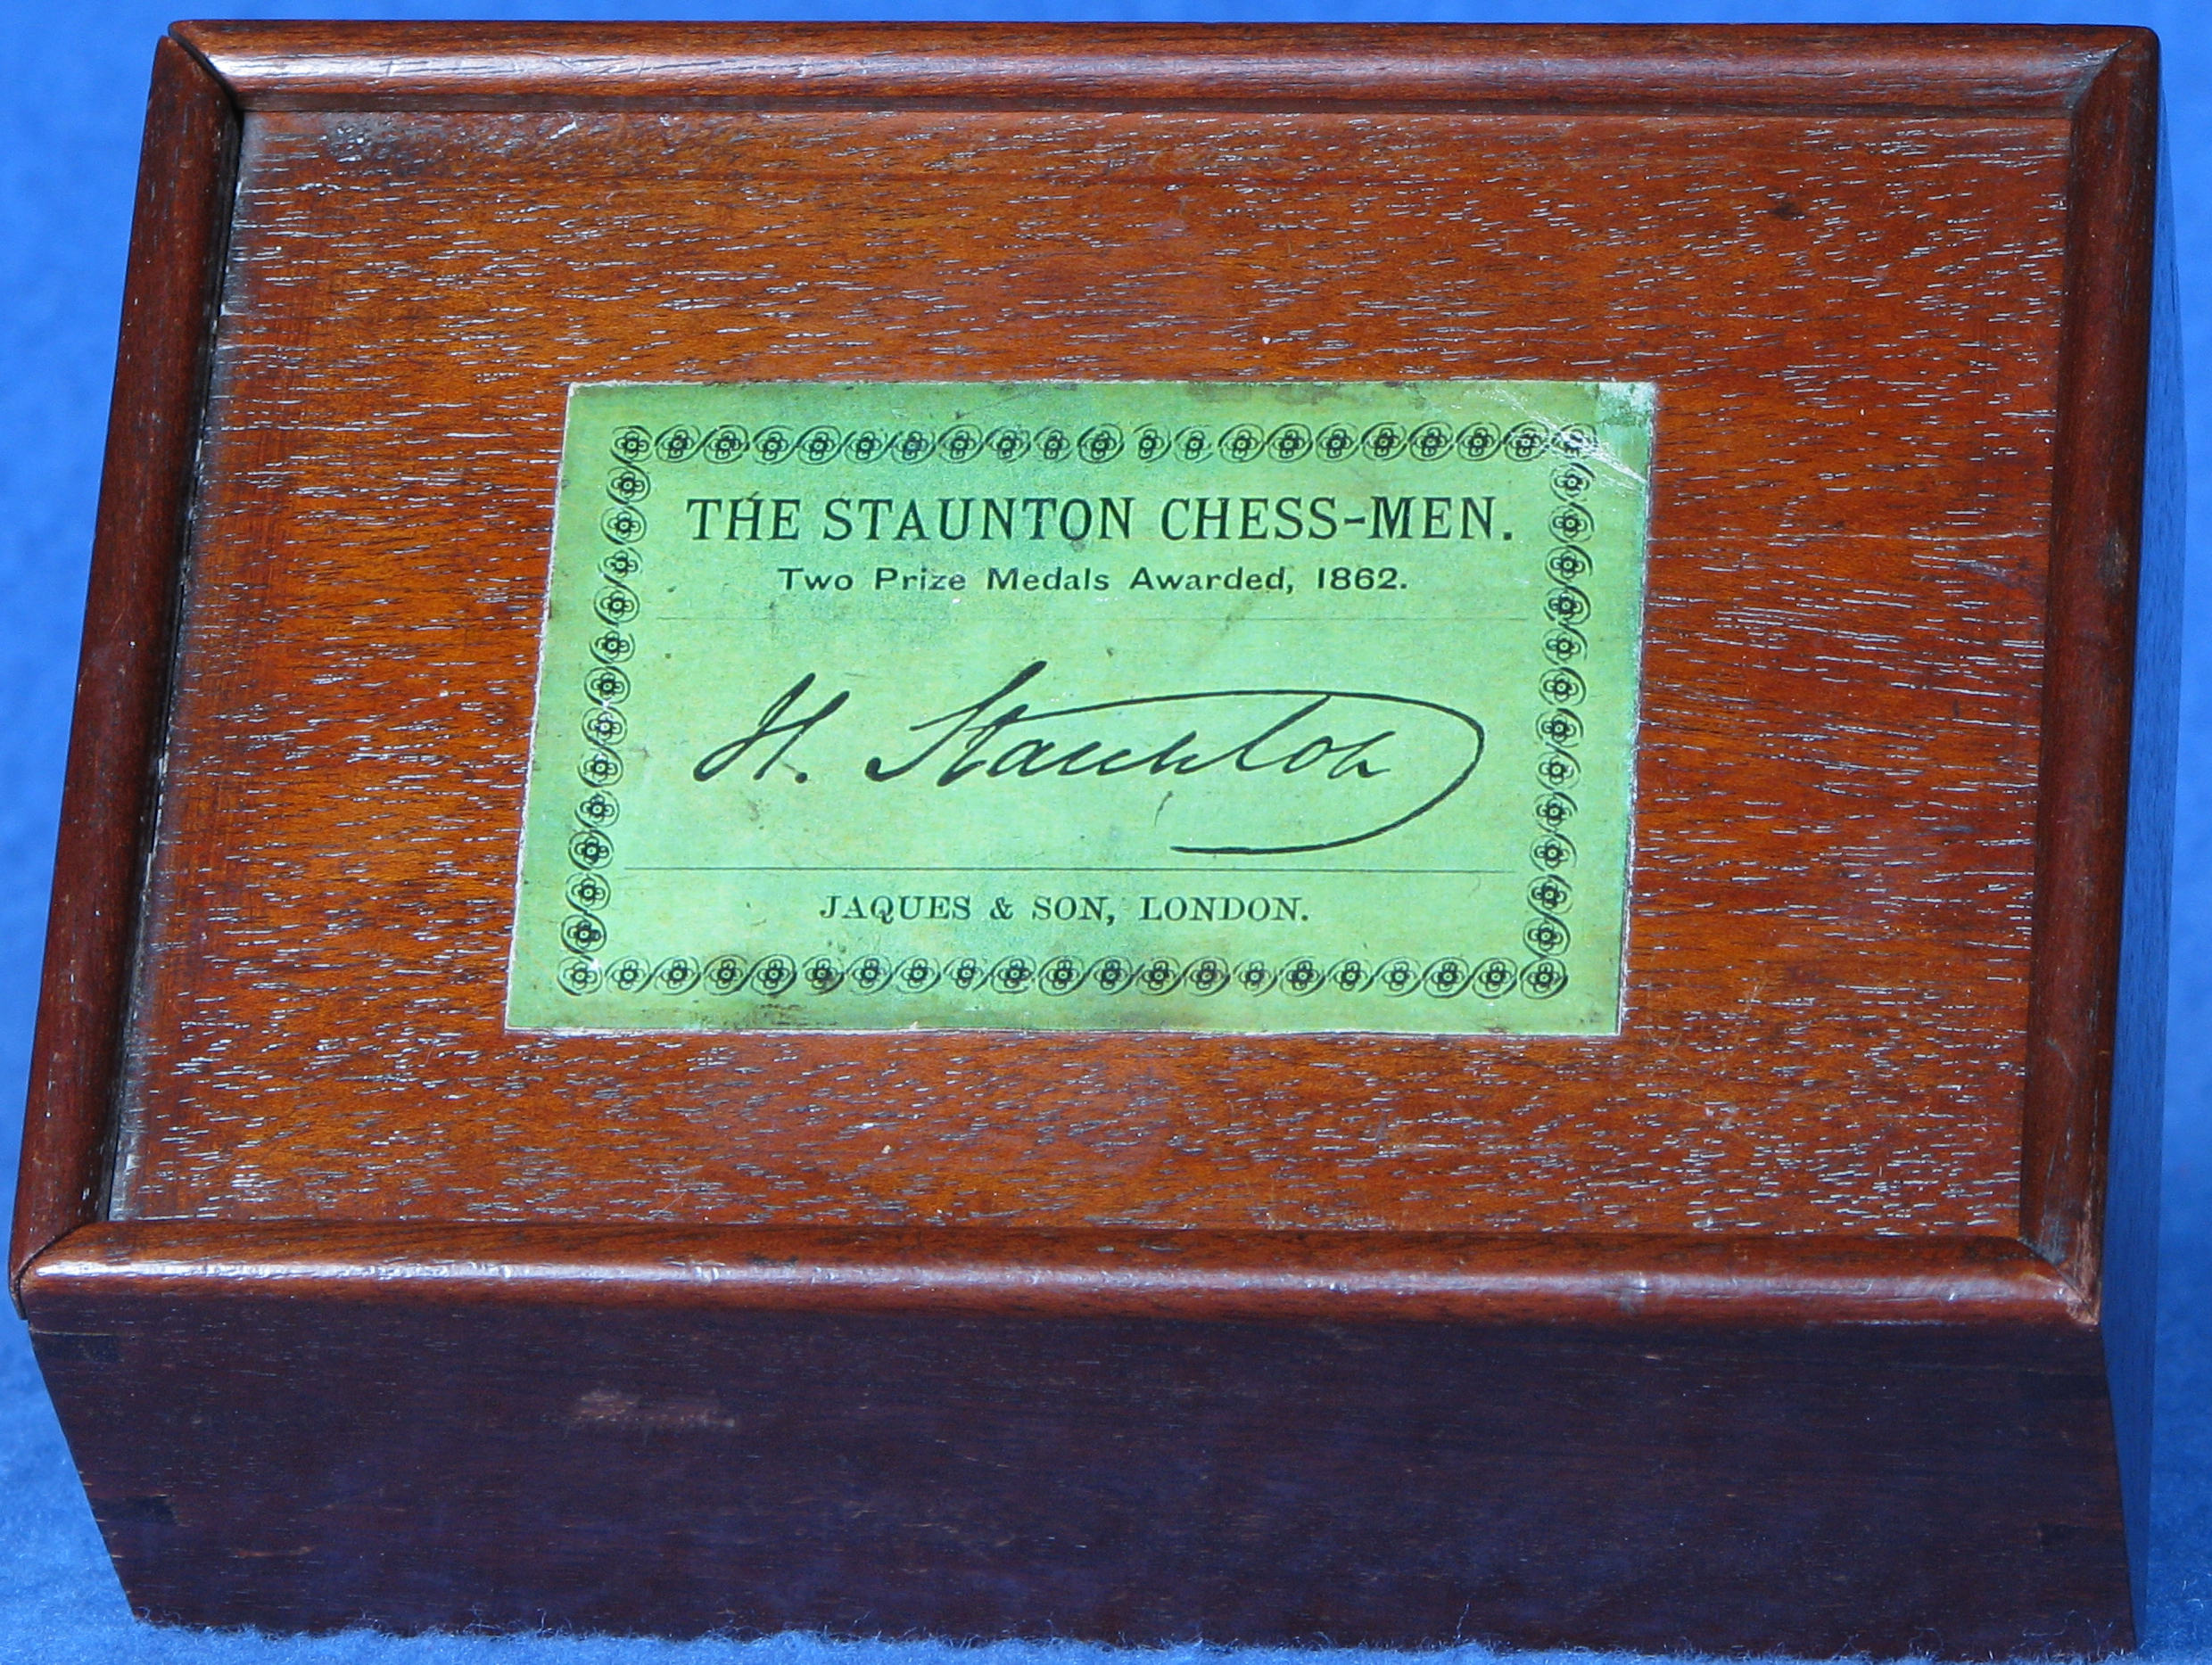 THE STAUNTON CHESS-MEN.
Two Prize Medals Awarded, 1862.
H. Staunton
JAQUES & SON, LONDON.